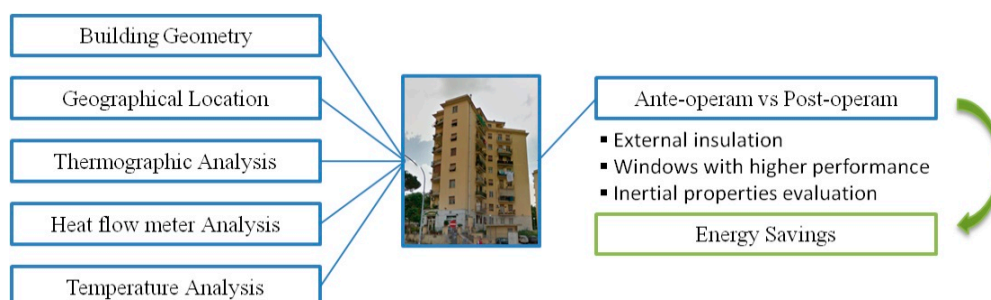 Building Geometry
Geographical Location
Thermographic Analysis
Heat flow meter Analysis
Temperature Analysis
Ante-operam vs Post-operam
▪ External insulation
▪ Windows with higher performance
▪ Inertial properties evaluation
Energy Savings